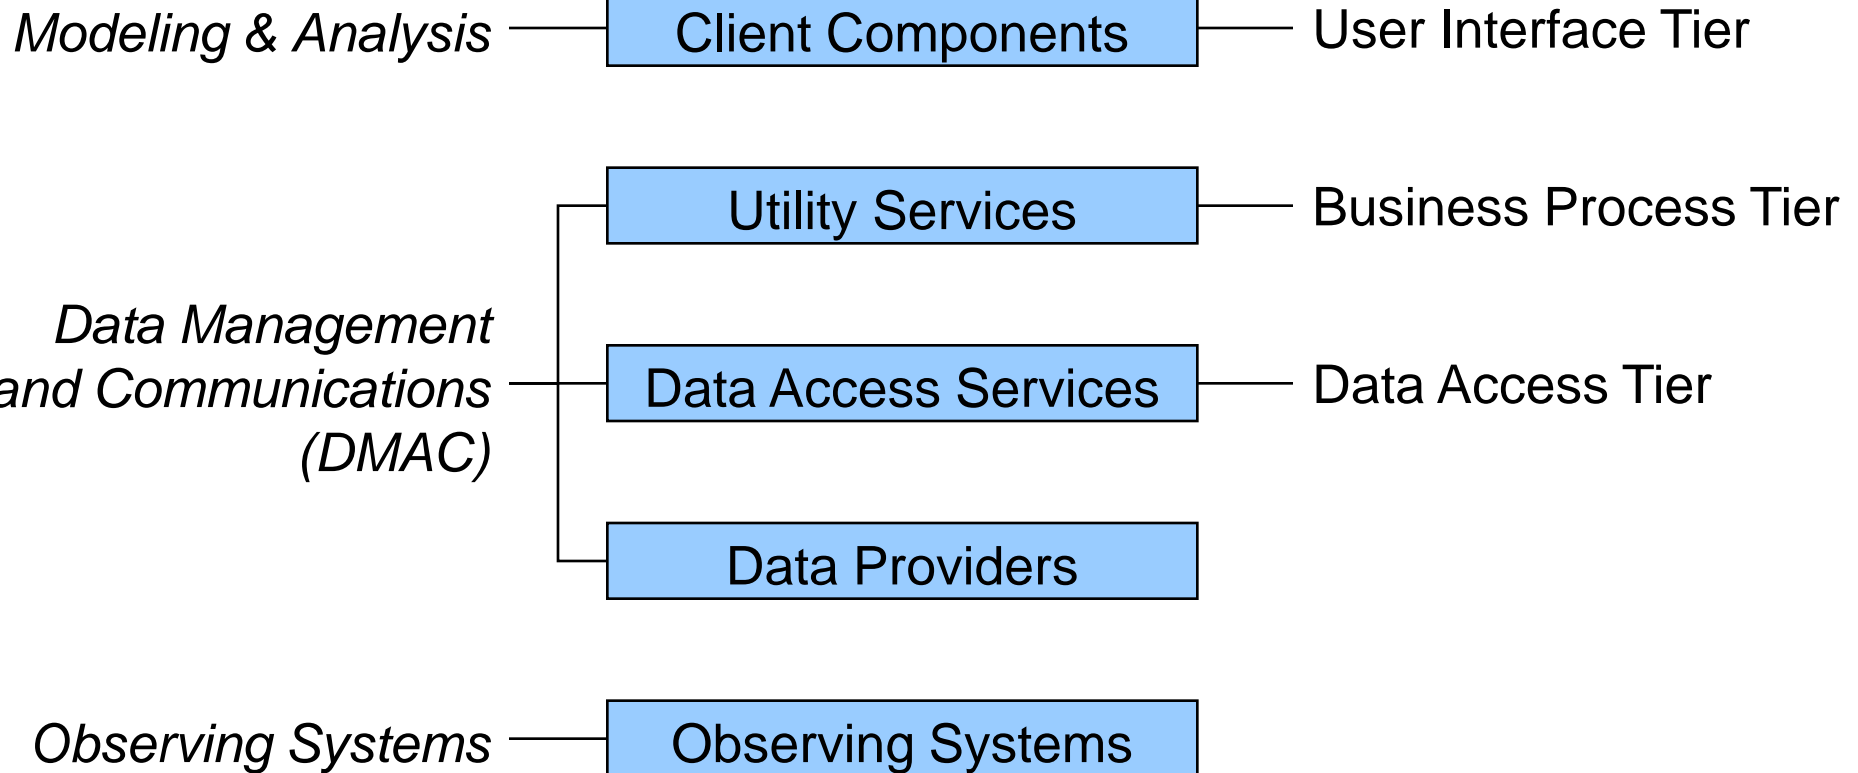 Modeling & Analysis
Client Components
User Interface Tier
Utility Services
Business Process Tier
Data Management
and Communications
(DMAC)
Data Access Services
Data Access Tier
Data Providers
Observing Systems
Observing Systems